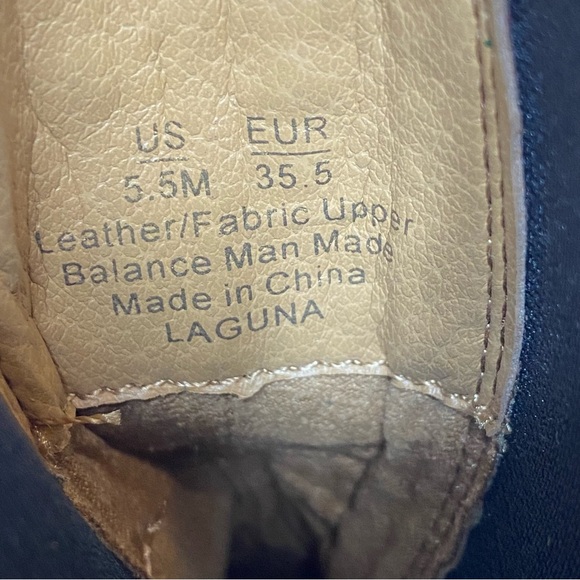 US EUR
5.5M 35.5
Leather/Fabric Upper
Balance Man Made
Made in China
LAGUNA